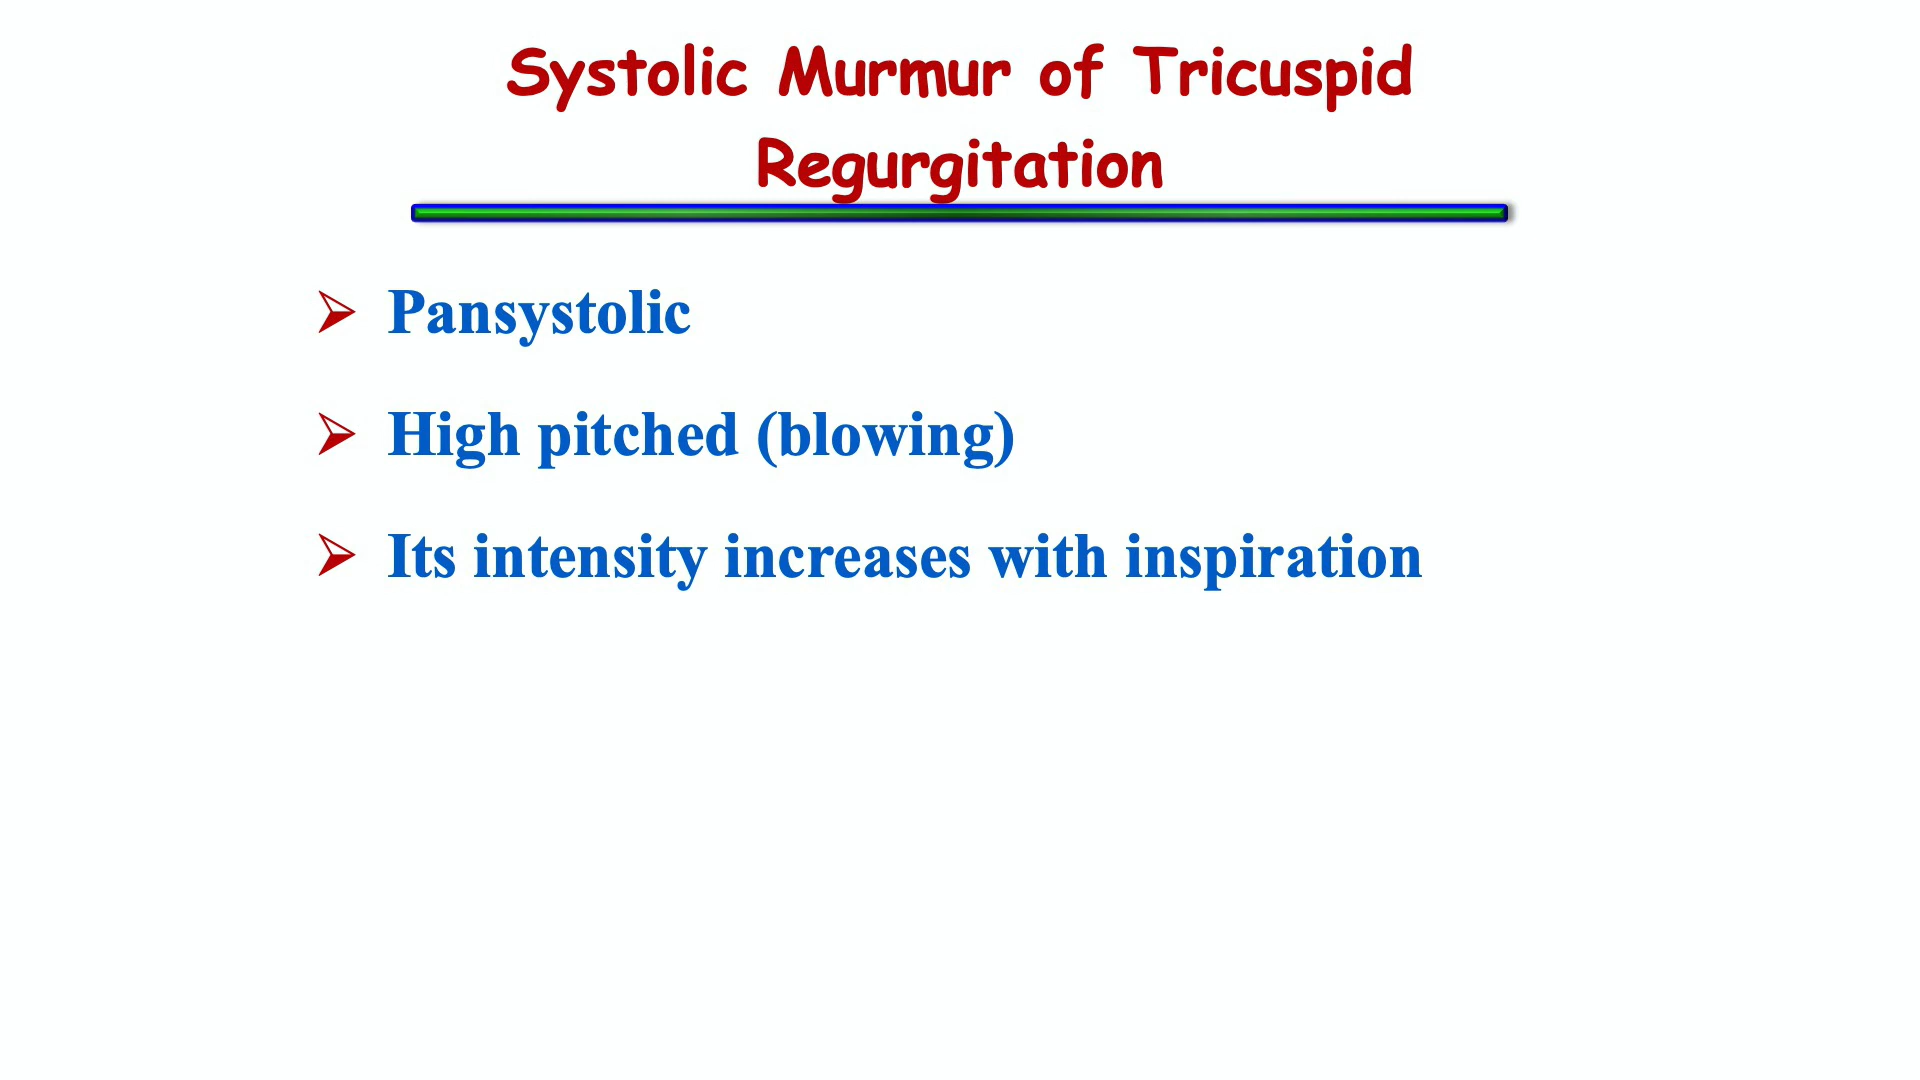 Systolic Murmur of Tricuspid
Regurgitation
Pansystolic
High pitched (blowing)
Its intensity increases with inspiration